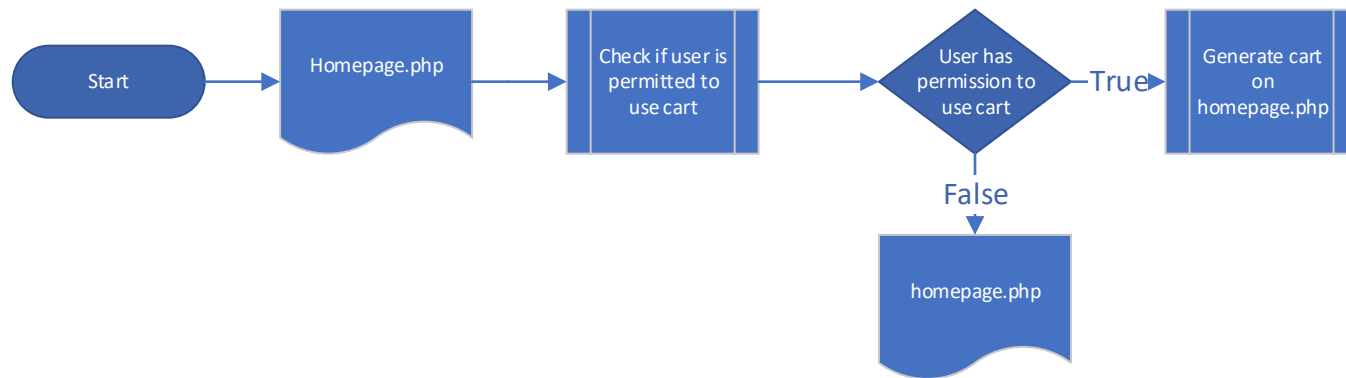 Start
Homepage.php
Check if user is
permitted to
use cart
User has
permission to
use cart
True
Generate cart
on
homepage.php
False
homepage.php